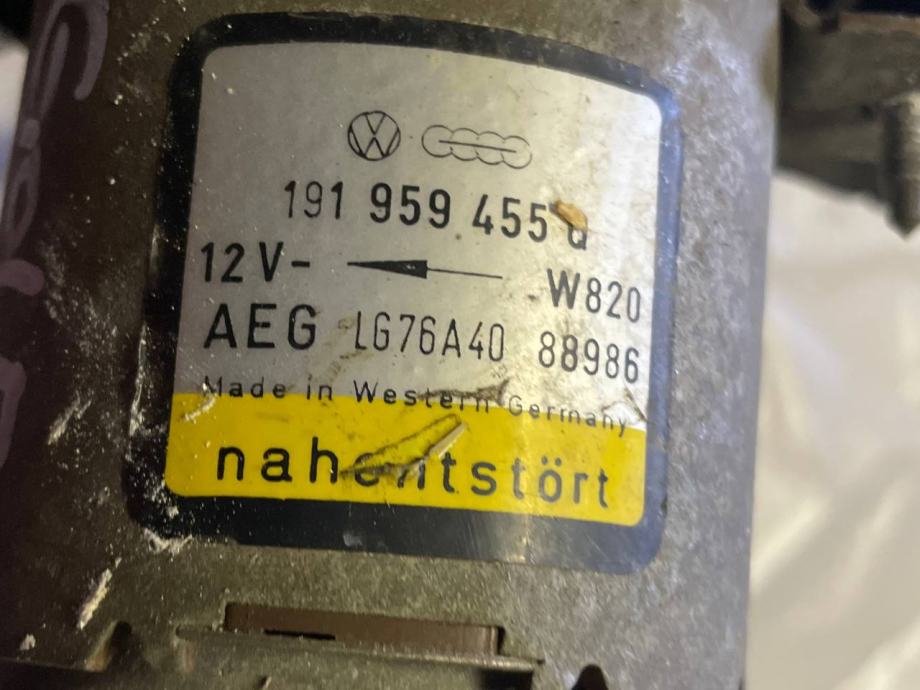 191 959 455
12V- W820
AEG LG76A40 88986
Made in Western Germany
nahentstört